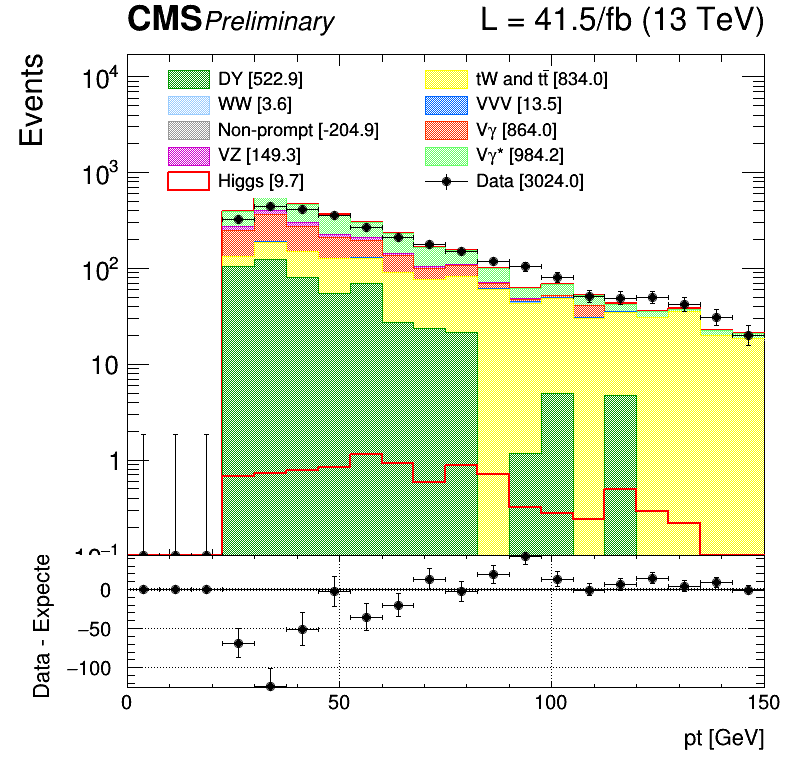 CMS Preliminary L = 41.5/fb (13 TeV)
Events
10⁴
10³
10²
10
1
10⁻¹
DY [522.9]
WW [3.6]
Non-prompt [-204.9]
VZ [149.3]
Higgs [9.7]
tW and tt̄ [834.0]
VVV [13.5]
Vγ [864.0]
Vγ* [984.2]
Data [3024.0]
Data - Expecte
0
−50
−100
0 50 100 150
pt [GeV]